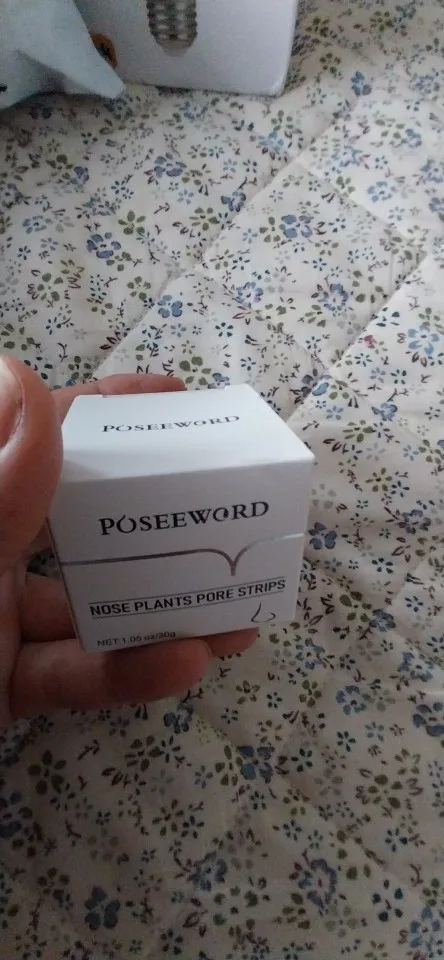 POSEEWORD
POSEEWORD
NOSE PLANTS PORE STRIPS
NET:1.05 oz/30g